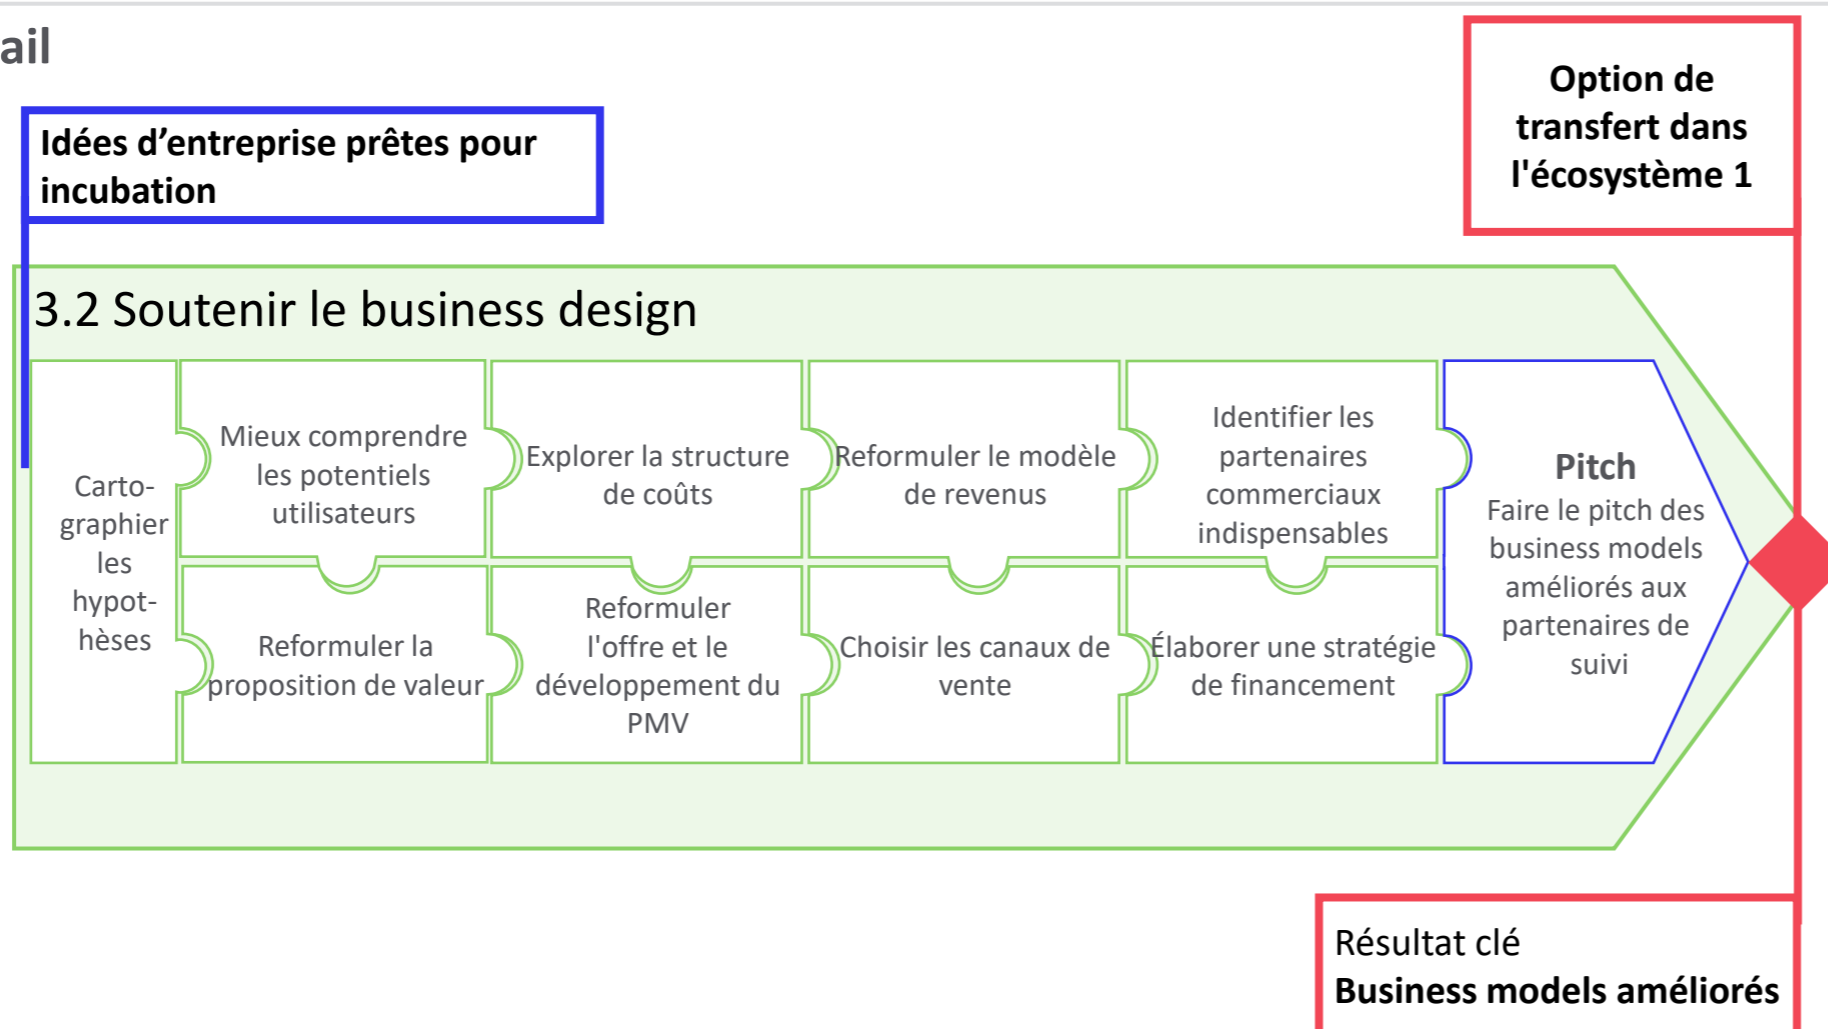 ail
Idées d’entreprise prêtes pour
incubation
Option de
transfert dans
l'écosystème 1
3.2 Soutenir le business design
Carto-
graphier
les
hypot-
hèses
Mieux comprendre
les potentiels
utilisateurs
Explorer la structure
de coûts
Reformuler le modèle
de revenus
Identifier les
partenaires
commerciaux
indispensables
Reformuler la
proposition de valeur
Reformuler
l'offre et le
développement du
PMV
Choisir les canaux de
vente
Élaborer une stratégie
de financement
Pitch
Faire le pitch des
business models
améliorés aux
partenaires de
suivi
Résultat clé
Business models améliorés